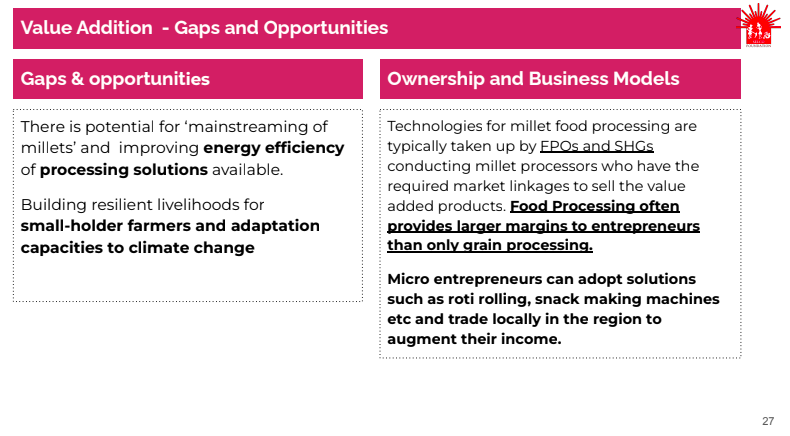 Value Addition - Gaps and Opportunities
Gaps & opportunities
There is potential for ‘mainstreaming of
millets’ and improving energy efficiency
of processing solutions available.
Building resilient livelihoods for
small-holder farmers and adaptation
capacities to climate change
Ownership and Business Models
Technologies for millet food processing are
typically taken up by FPOs and SHGs
conducting millet processors who have the
required market linkages to sell the value
added products. Food Processing often
provides larger margins to entrepreneurs
than only grain processing.
Micro entrepreneurs can adopt solutions
such as roti rolling, snack making machines
etc and trade locally in the region to
augment their income.
27